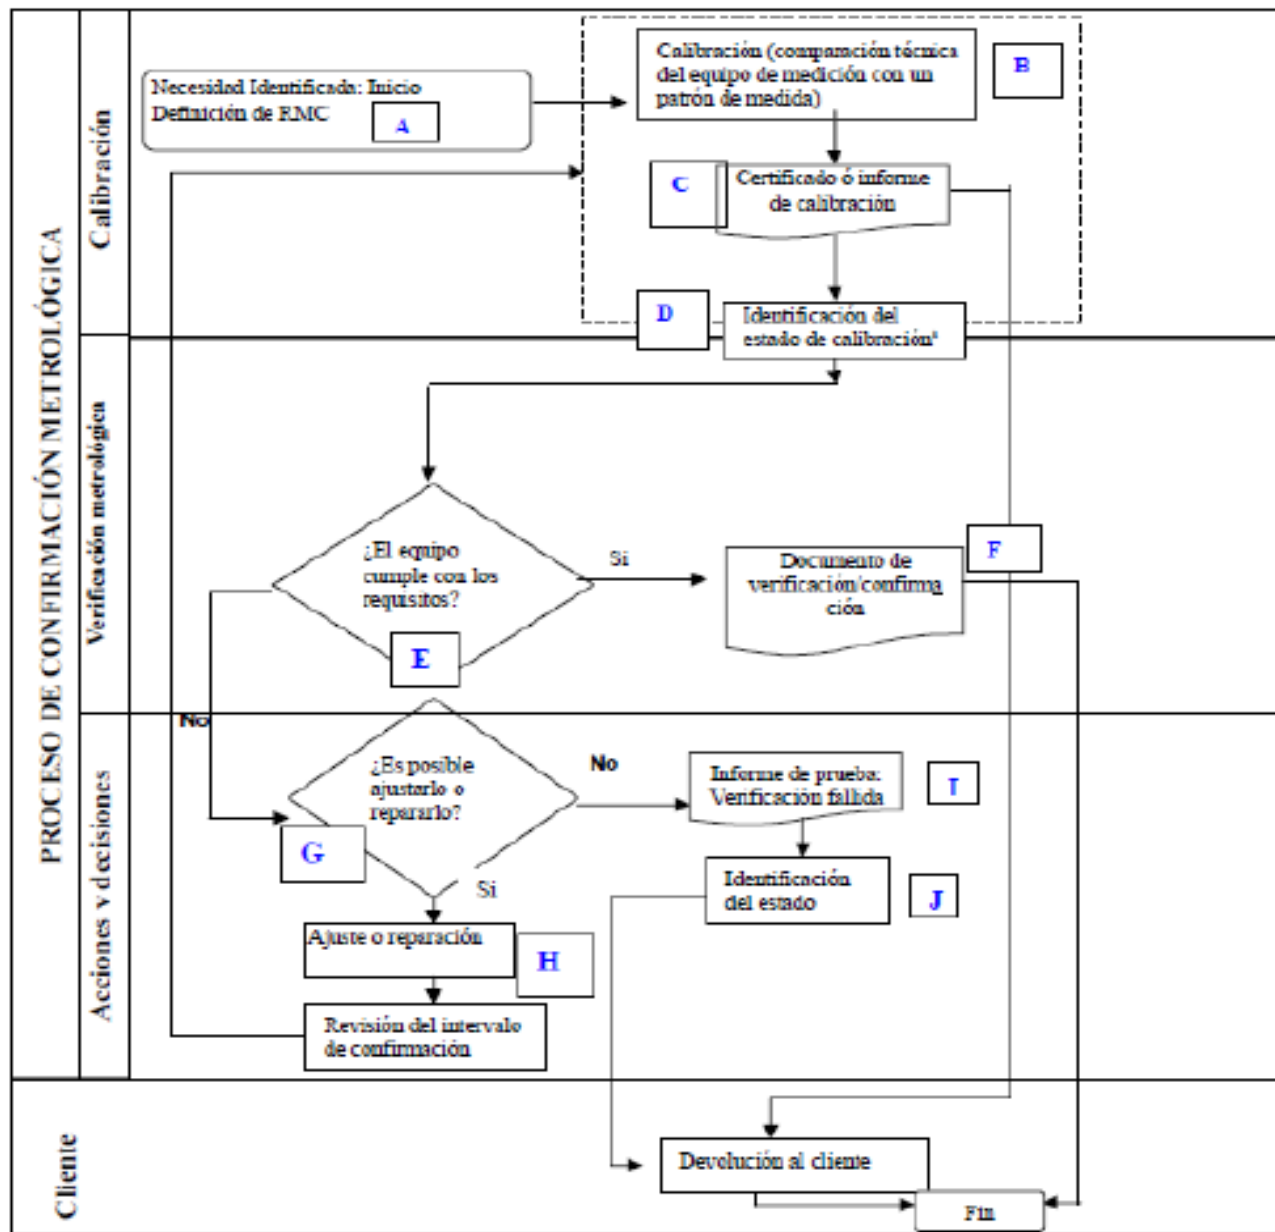 PROCESO DE CONFIRMACIÓN METROLÓGICA
Calibración
Necesidad Identificada: Inicio
Definición de RMC
A
Calibración (comparación técnica
del equipo de medición con un
patrón de medida)
B
C
Certificado ó informe
de calibración
D
Identificación del
estado de calibración
Verificación metrológica
¿El equipo
cumple con los
requisitos?
E
Si
Documento de
verificación/confirma
ción
F
No
Acciones y decisiones
¿Es posible
ajustarlo o
repararlo?
G
No
Informe de prueba:
Verificación fallida
I
Si
Identificación
del estado
J
Ajuste o reparación
H
Revisión del intervalo
de confirmación
Cliente
Devolución al cliente
Fin